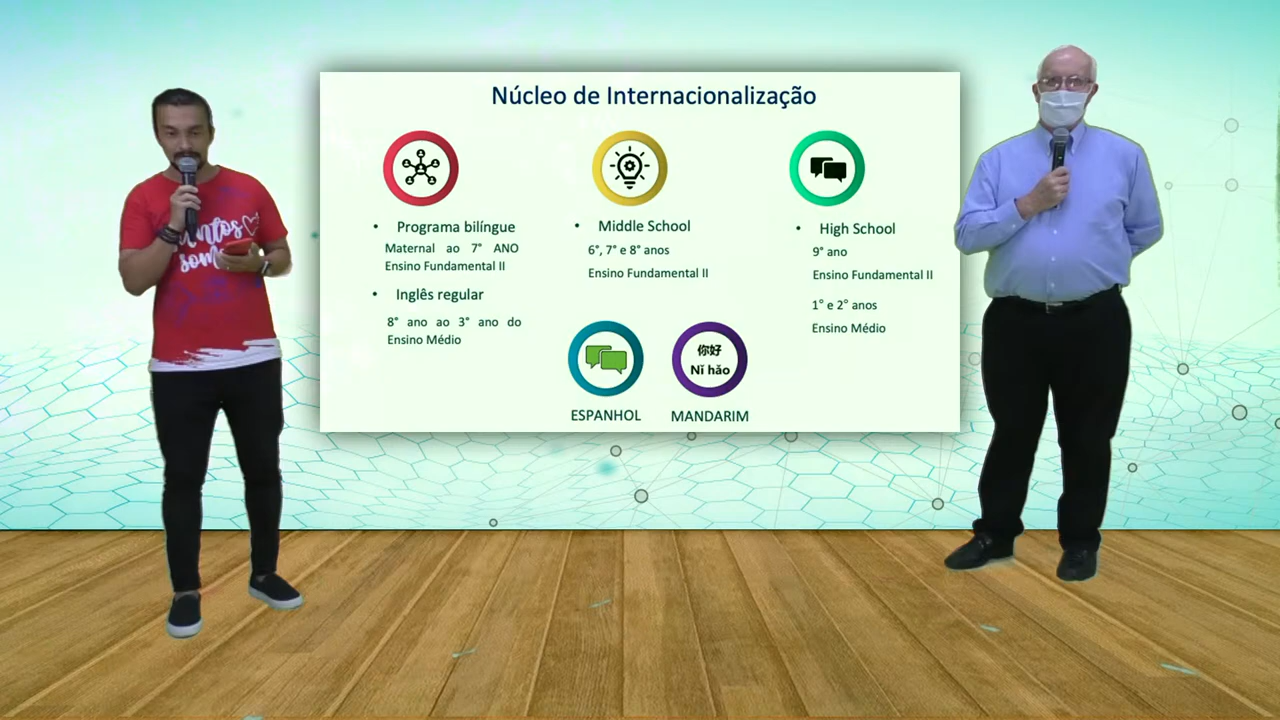 Núcleo de Internacionalização
• Programa bilíngue
Maternal ao 7° ANO
Ensino Fundamental II
• Inglês regular
8° ano ao 3° ano do
Ensino Médio
• Middle School
6°, 7° e 8° anos
Ensino Fundamental II
• High School
9° ano
Ensino Fundamental II
1° e 2° anos
Ensino Médio
你好
Nĭ hăo
ESPANHOL
MANDARIM